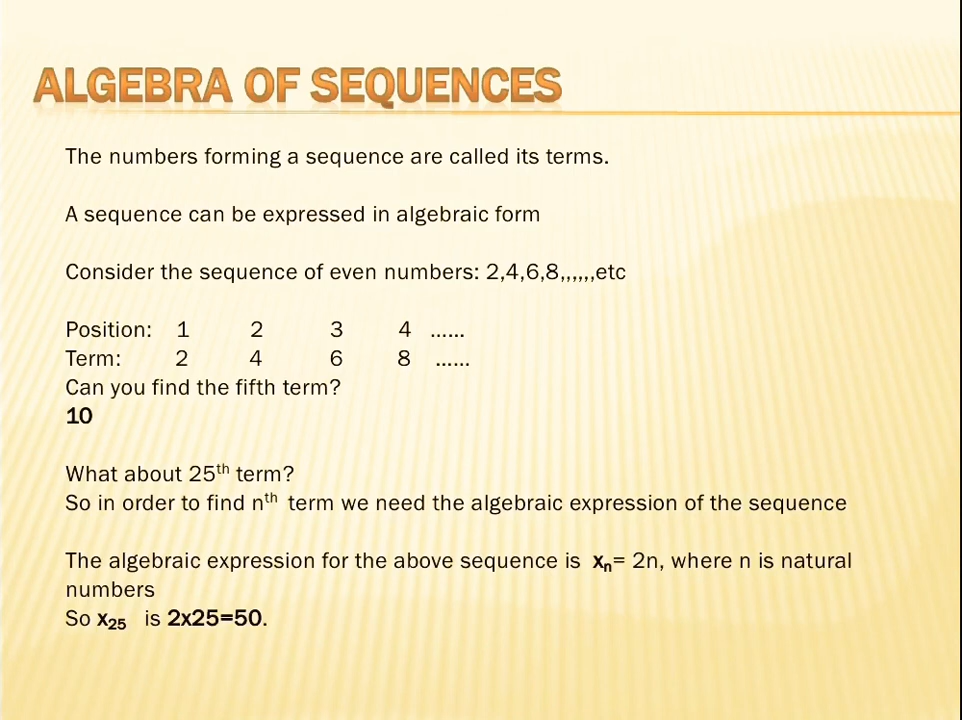 ALGEBRA OF SEQUENCES
The numbers forming a sequence are called its terms.
A sequence can be expressed in algebraic form
Consider the sequence of even numbers: 2,4,6,8,,,,,,etc
Position: 1 2 3 4 ......
Term: 2 4 6 8 ......
Can you find the fifth term?
10
What about 25th term?
So in order to find nth term we need the algebraic expression of the sequence
The algebraic expression for the above sequence is xn= 2n, where n is natural
numbers
So x25 is 2x25=50.